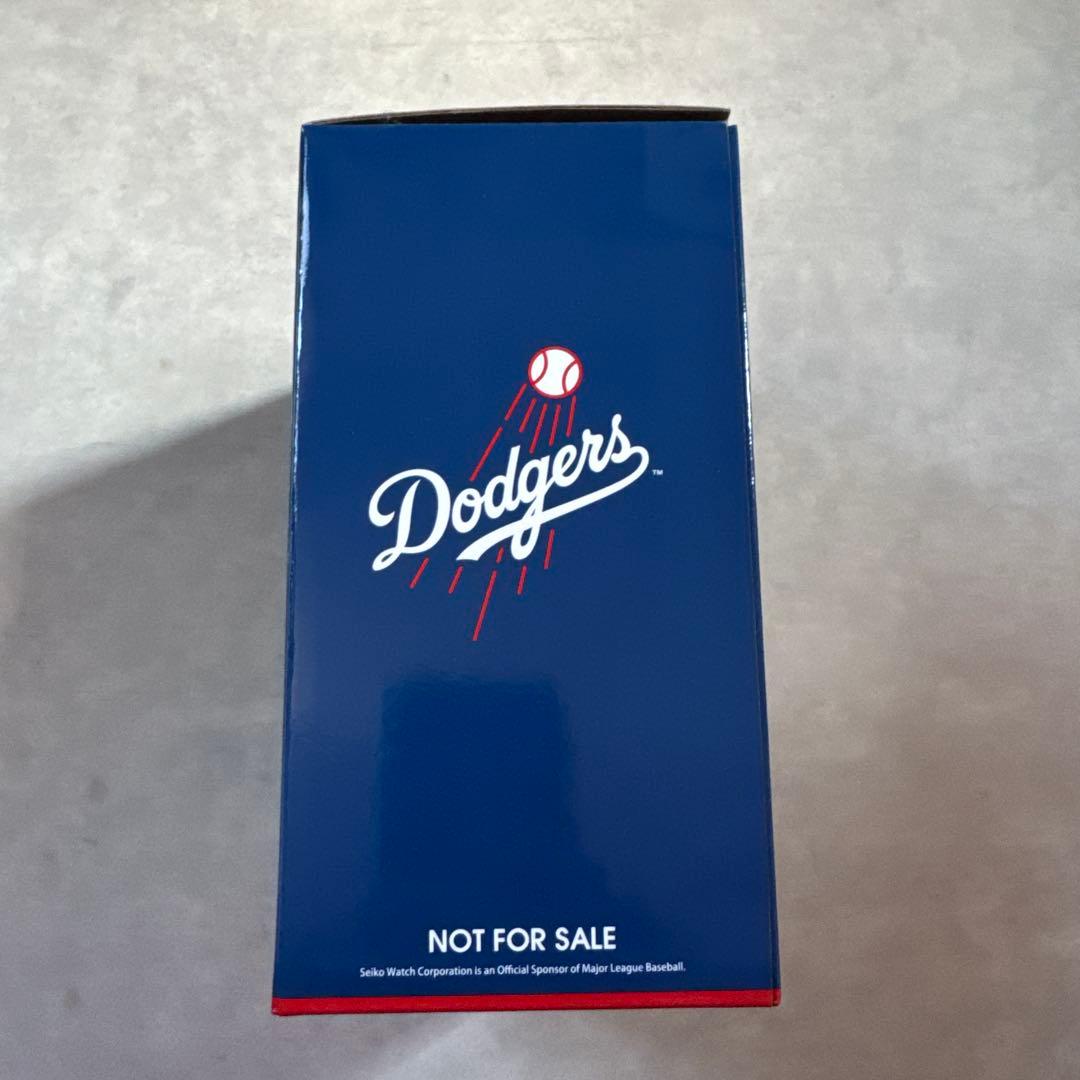 Dodgers™
NOT FOR SALE
Seiko Watch Corporation is an Official Sponsor of Major League Baseball.